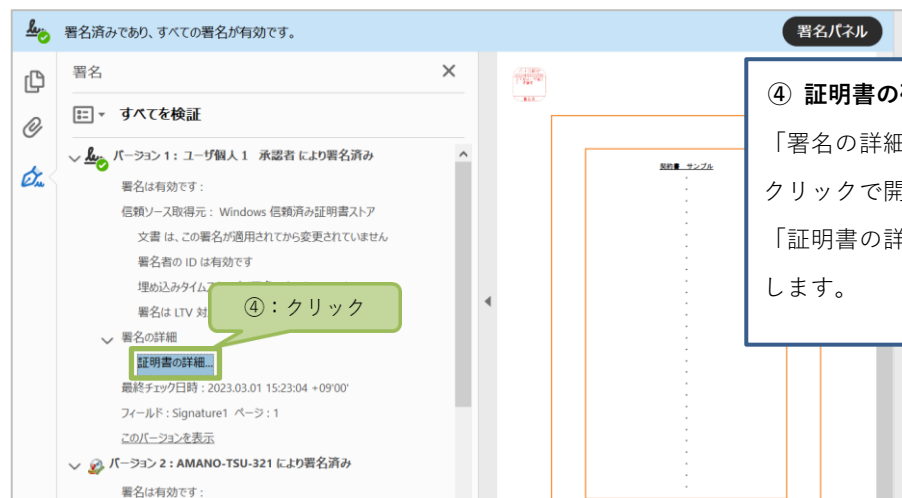 署名済みであり、すべての署名が有効です。
署名パネル
署名
すべてを検証
バージョン 1 : ユーザ個人 1 承認者 により署名済み
署名は有効です :
信頼ソース取得元 : Windows 信頼済み証明書ストア
文書 は、この署名が適用されてから変更されていません
署名者の ID は有効です
埋め込みタイム
署名は LTV 対
④：クリック
署名の詳細
証明書の詳細...
最終チェック日時 : 2023.03.01 15:23:04 +09'00'
フィールド : Signature1 ページ : 1
このバージョンを表示
バージョン 2 : AMANO-TSU-321 により署名済み
署名は有効です :
契約書 サンプル
④ 証明書の
「署名の詳細
クリックで開
「証明書の詳
します。